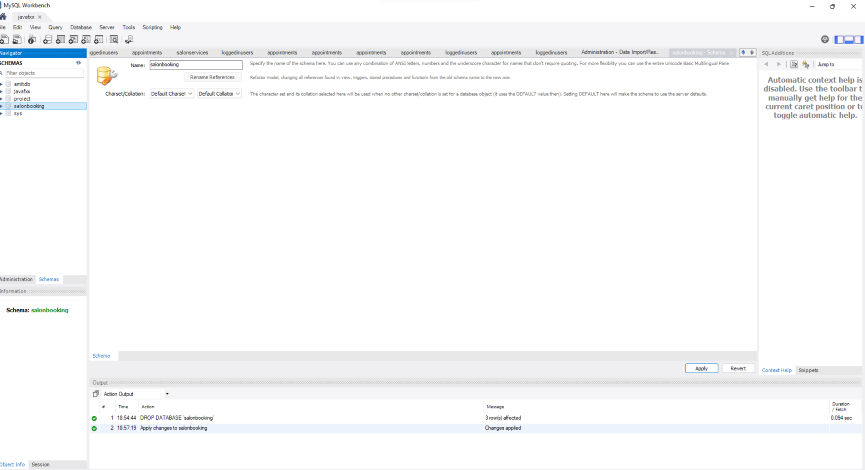 MySQL Workbench
javafxx ×
File Edit View Query Database Server Tools Scripting Help
Navigator
SCHEMAS
Filter objects
javafxx
project
salonbooking
sys
Administration Schemas
Information
Schema: salonbooking
Object Info Session
oggedinusers appointments salonservices loggedinusers appointments appointments appointments appointments loggedinusers appointments loggedinusers Administration - Data Import/Res... salonbooking - Schema ×
Name: salonbooking
Specify the name of the schema here. You can use any combination of ANSI letters, numbers and the underscore character for names that don't require quoting. For more flexibility you can use the entire Unicode Basic Multilingual Plane
Rename References
Refactor model, changing all references found in view, triggers, stored procedures and functions from the old schema name to the new one.
Charset/Collation: Default Charset Default Collation
The character set and its collation selected here will be used when no other charset/collation is set for a database object (it uses the DEFAULT value then). Setting DEFAULT here will make the schema to use the server defaults.
Schema
Apply Revert
SQL Additions
Jump to
Automatic context help is
disabled. Use the toolbar t
manually get help for the
current caret position or to
toggle automatic help.
Context Help Snippets
Output
Action Output
# Time Action Message Duration / Fetch
1 18:54:44 DROP DATABASE `salonbooking` 3 row(s) affected 0.094 sec
2 18:57:19 Apply changes to salonbooking Changes applied